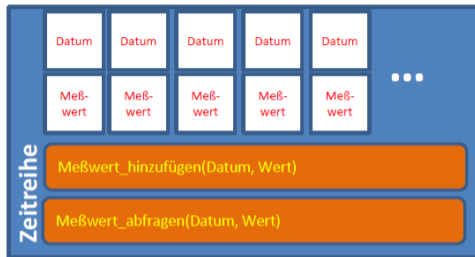 Datum Datum Datum Datum Datum
Meß- Meß- Meß- Meß- Meß-
wert wert wert wert wert
...
Zeitreihe
Meßwert_hinzufügen(Datum, Wert)
Meßwert_abfragen(Datum, Wert)